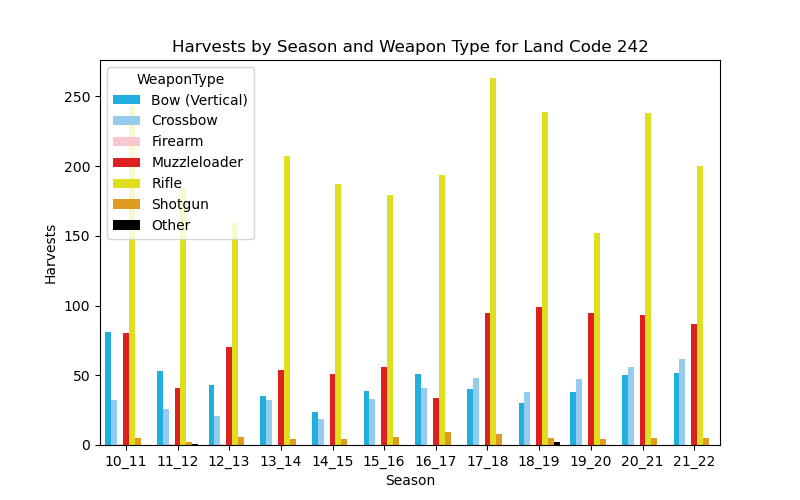 Harvests by Season and Weapon Type for Land Code 242
WeaponType
Bow (Vertical)
Crossbow
Firearm
Muzzleloader
Rifle
Shotgun
Other
250
200
150
100
50
0
Harvests
10_11 11_12 12_13 13_14 14_15 15_16 16_17 17_18 18_19 19_20 20_21 21_22
Season